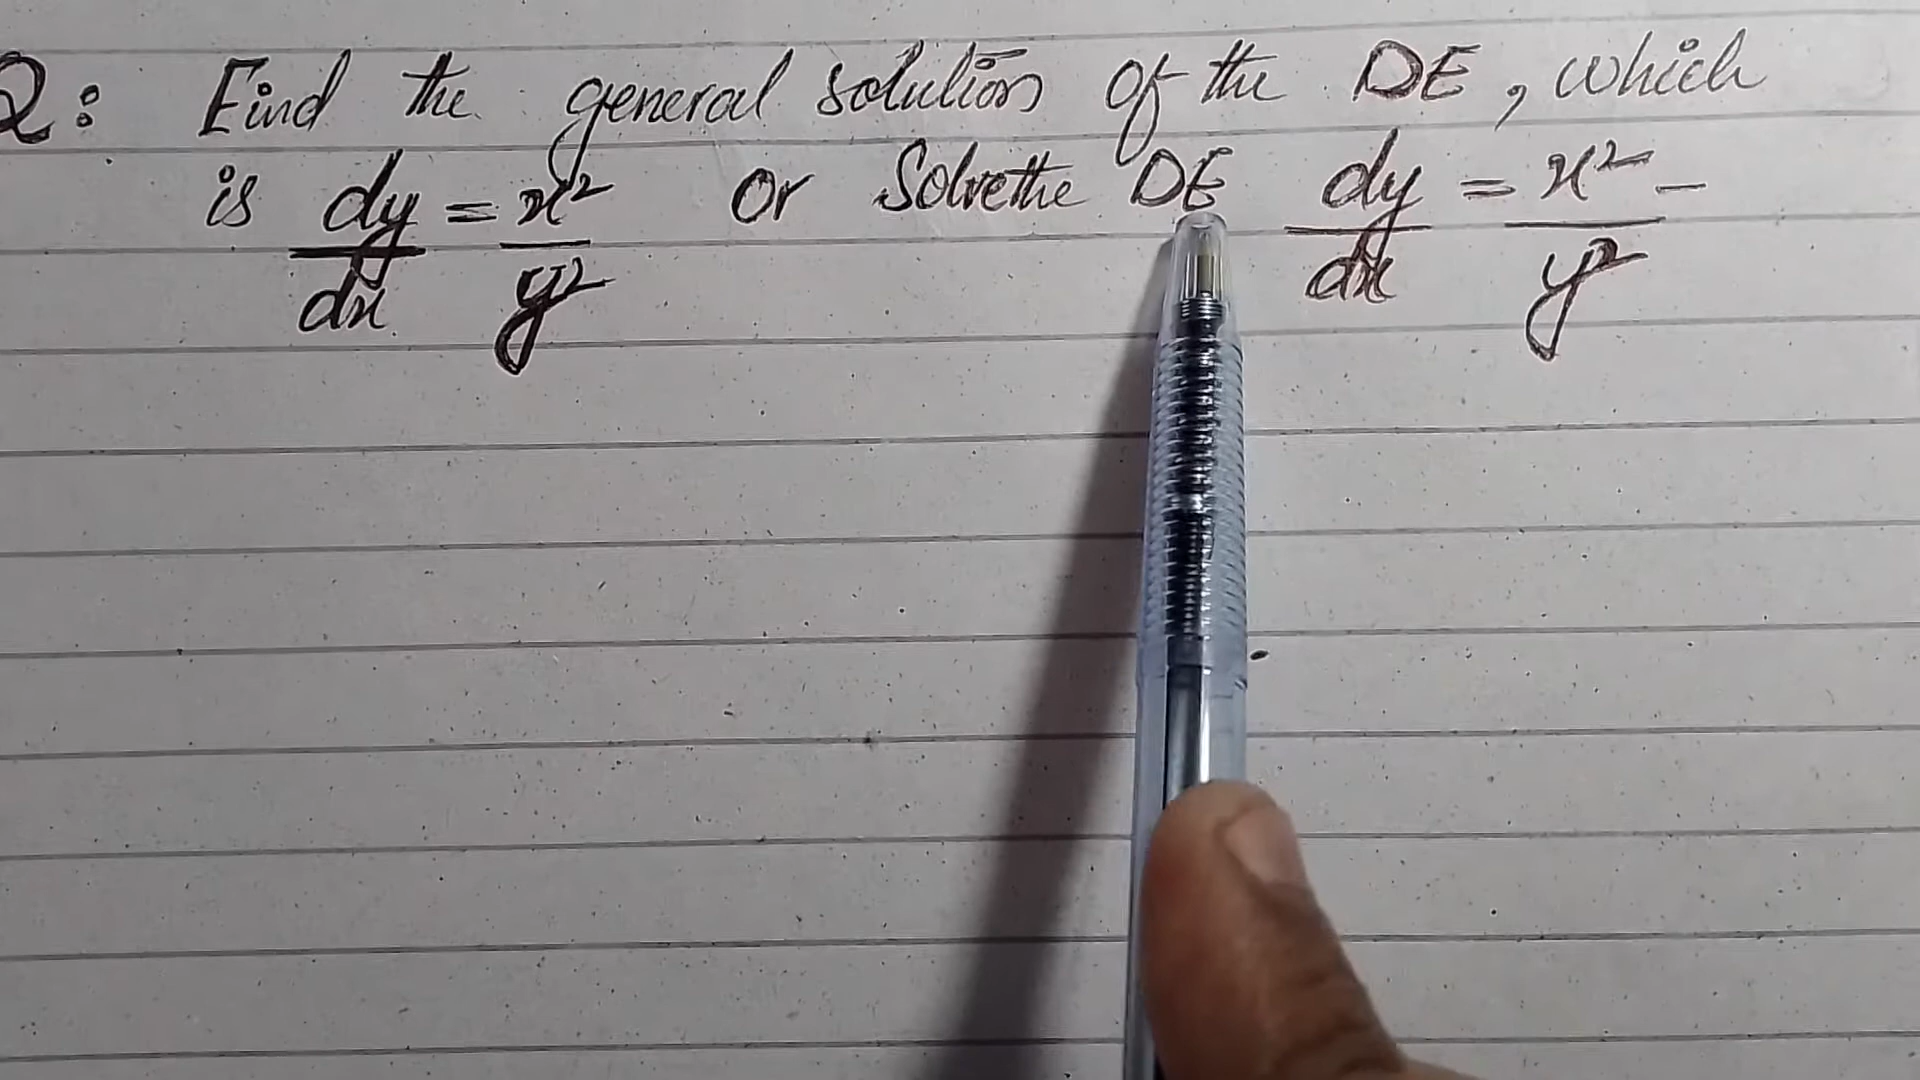 Q: Find the general solution of the DE, which
is dy/dx = x²/y² or Solve the DE dy/dx = x²/y² –